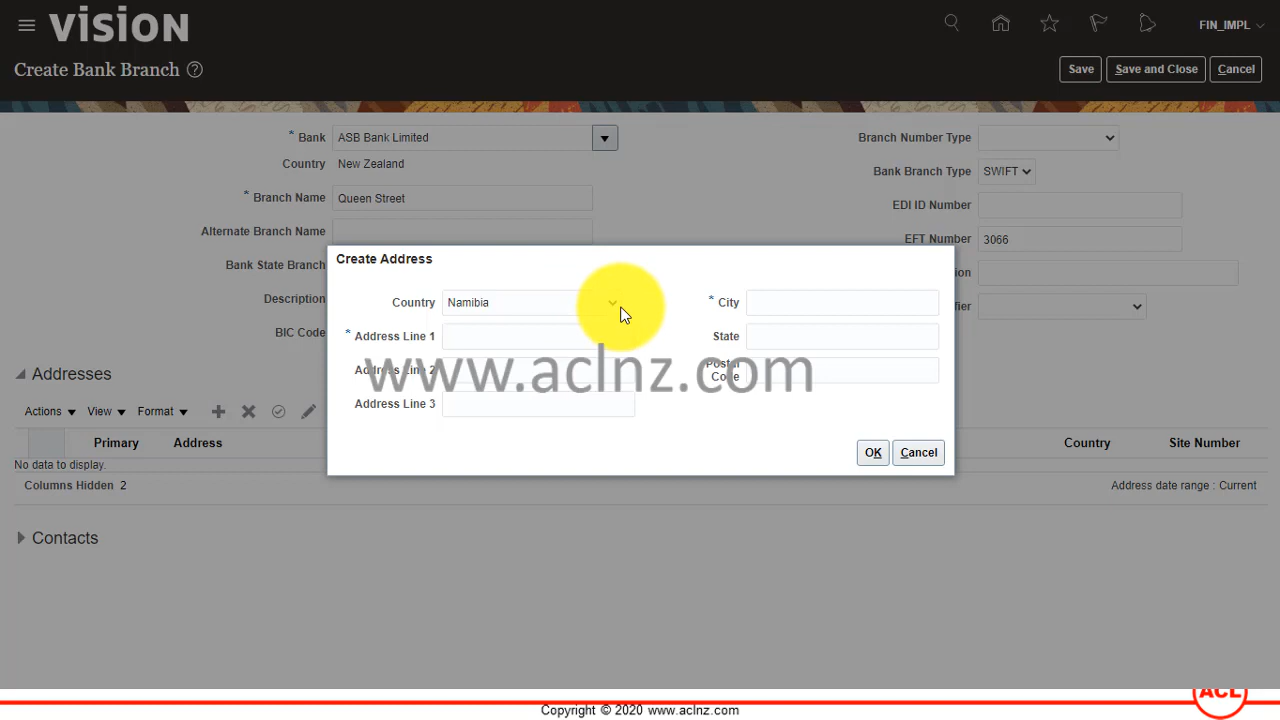 vision
FIN_IMPL
Create Bank Branch ?
Save
Save and Close
Cancel
* Bank ASB Bank Limited
Branch Number Type
Country New Zealand
Bank Branch Type SWIFT
* Branch Name Queen Street
EDI ID Number
Alternate Branch Name
EFT Number 3066
Bank State Branch
Create Address
ion
Description
Country Namibia
* City
fier
BIC Code
* Address Line 1
State
Address Line 2
Postal
Code
www.aclnz.com
Address Line 3
Addresses
Actions View Format
OK Cancel
Primary Address Country Site Number
No data to display.
Columns Hidden 2
Address date range : Current
Contacts
ACL
Copyright © 2020 www.aclnz.com